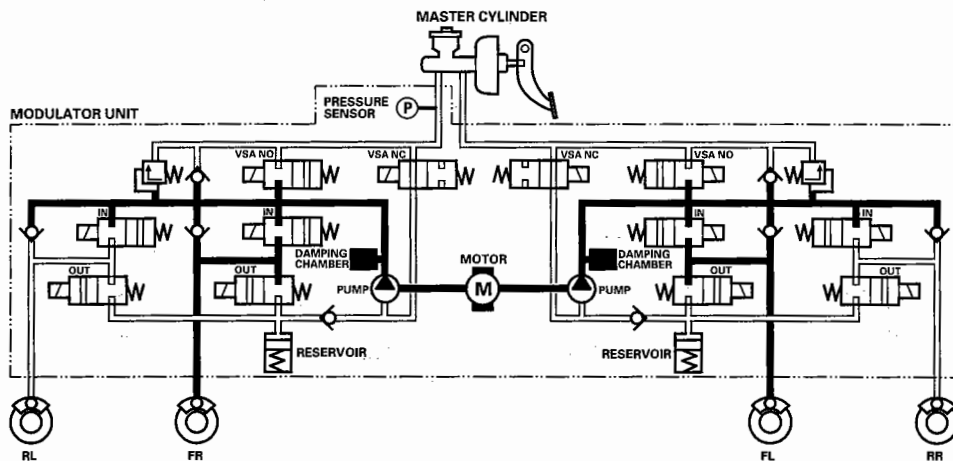 MASTER CYLINDER
PRESSURE
SENSOR
P
MODULATOR UNIT
VSA NO
VSA NC
VSA NC
VSA NO
IN
IN
IN
IN
DAMPING
CHAMBER
MOTOR
DAMPING
CHAMBER
OUT
OUT
OUT
OUT
PUMP
M
PUMP
RESERVOIR
RESERVOIR
RL
FR
FL
RR